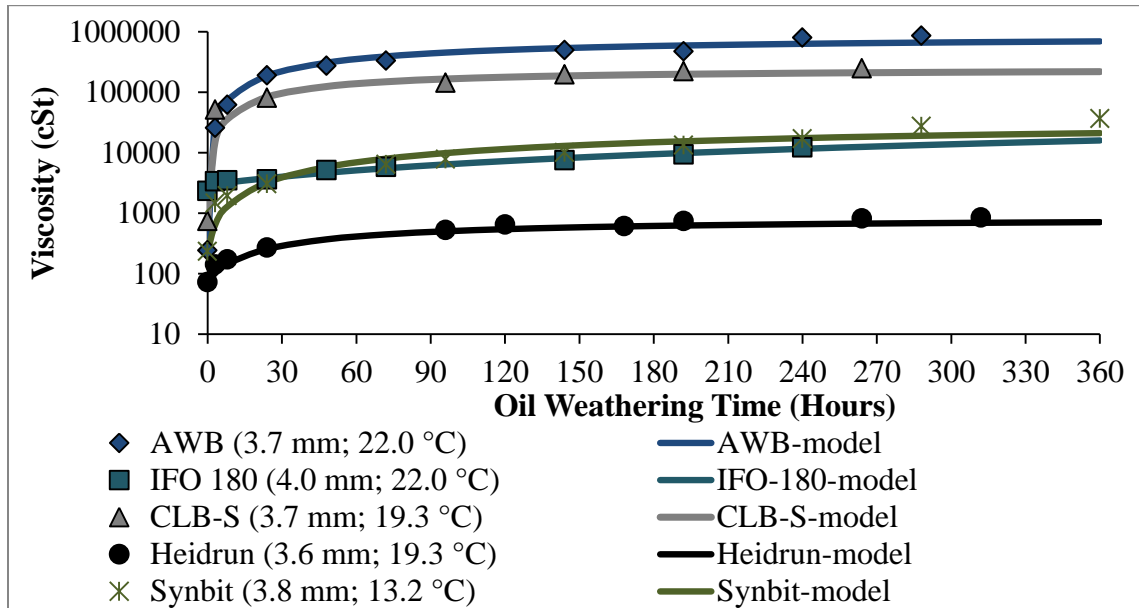 Viscosity (cSt)
1000000
100000
10000
1000
100
10
0 30 60 90 120 150 180 210 240 270 300 330 360
Oil Weathering Time (Hours)
AWB (3.7 mm; 22.0 °C) AWB-model
IFO 180 (4.0 mm; 22.0 °C) IFO-180-model
CLB-S (3.7 mm; 19.3 °C) CLB-S-model
Heidrun (3.6 mm; 19.3 °C) Heidrun-model
Synbit (3.8 mm; 13.2 °C) Synbit-model